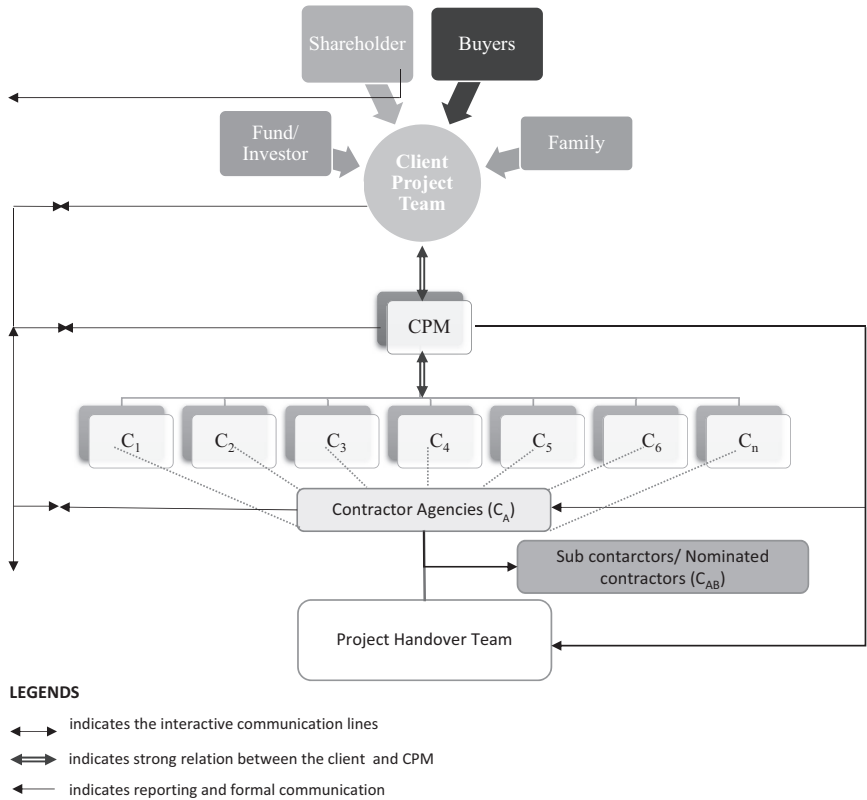 Shareholder
Buyers
Fund/
Investor
Family
Client
Project
Team
CPM
C1
C2
C3
C4
C5
C6
Cn
Contractor Agencies (CA)
Sub contarctors/ Nominated
contractors (CAB)
Project Handover Team
LEGENDS
indicates the interactive communication lines
indicates strong relation between the client and CPM
indicates reporting and formal communication